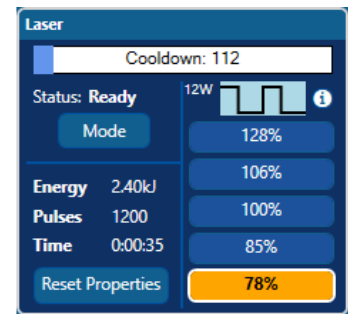 Laser
Cooldown: 112
Status: Ready
Mode
Energy 2.40kJ
Pulses 1200
Time 0:00:35
Reset Properties
12W
i
128%
106%
100%
85%
78%